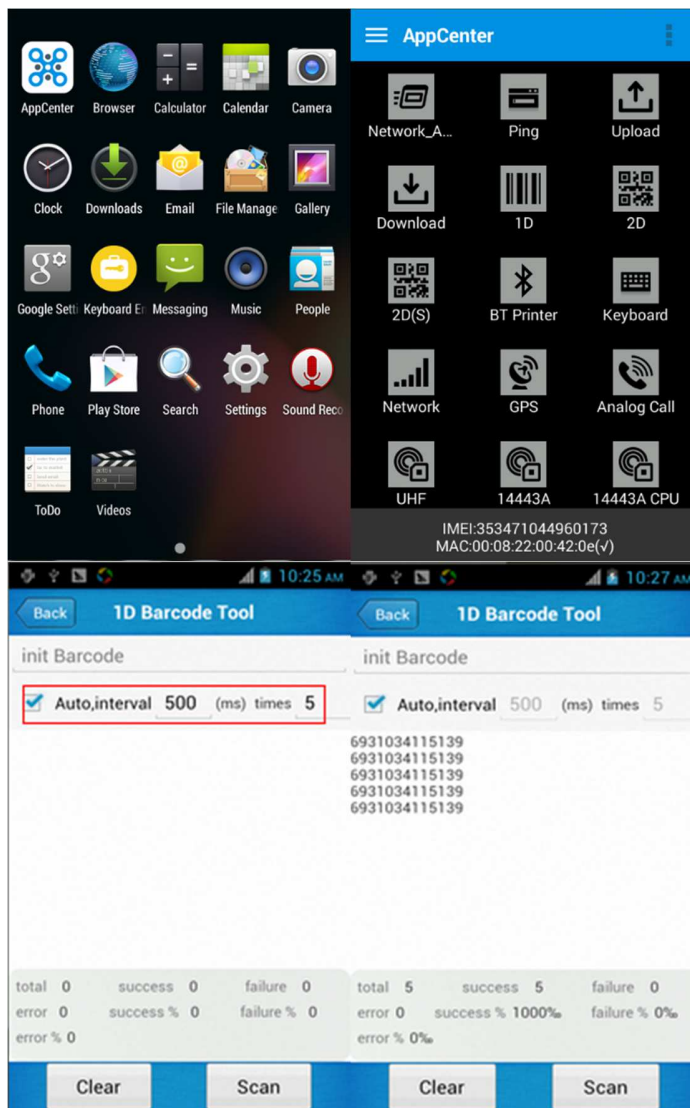 AppCenter Browser Calculator Calendar Camera
Clock Downloads Email File Manage Gallery
Google Setti Keyboard Em Messaging Music People
Phone Play Store Search Settings Sound Reco
ToDo Videos
AppCenter
Network_A... Ping Upload
Download 1D 2D
2D(S) BT Printer Keyboard
Network GPS Analog Call
UHF 14443A 14443A CPU
IMEI:353471044960173
MAC:00:08:22:00:42:0e(√)
10:25 AM
Back 1D Barcode Tool
init Barcode
Auto,interval 500 (ms) times 5
total 0 success 0 failure 0
error 0 success % 0 failure % 0
error % 0
Clear Scan
10:27 AM
Back 1D Barcode Tool
init Barcode
Auto,interval 500 (ms) times 5
6931034115139
6931034115139
6931034115139
6931034115139
6931034115139
total 5 success 5 failure 0
error 0 success % 1000‰ failure % 0‰
error % 0‰
Clear Scan